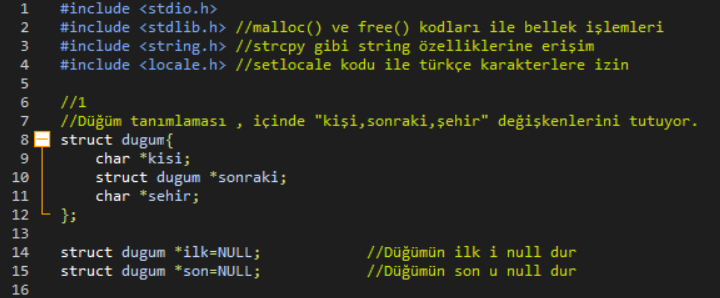 1 #include <stdio.h>
2 #include <stdlib.h> //malloc() ve free() kodları ile bellek işlemleri
3 #include <string.h> //strcpy gibi string özelliklerine erişim
4 #include <locale.h> //setlocale kodu ile türkçe karakterlere izin
5
6 //1
7 //Düğüm tanımlaması , içinde "kişi,sonraki,şehir" değişkenlerini tutuyor.
8 struct dugum{
9 char *kisi;
10 struct dugum *sonraki;
11 char *sehir;
12 };
13
14 struct dugum *ilk=NULL; //Düğümün ilk i null dur
15 struct dugum *son=NULL; //Düğümün son u null dur
16